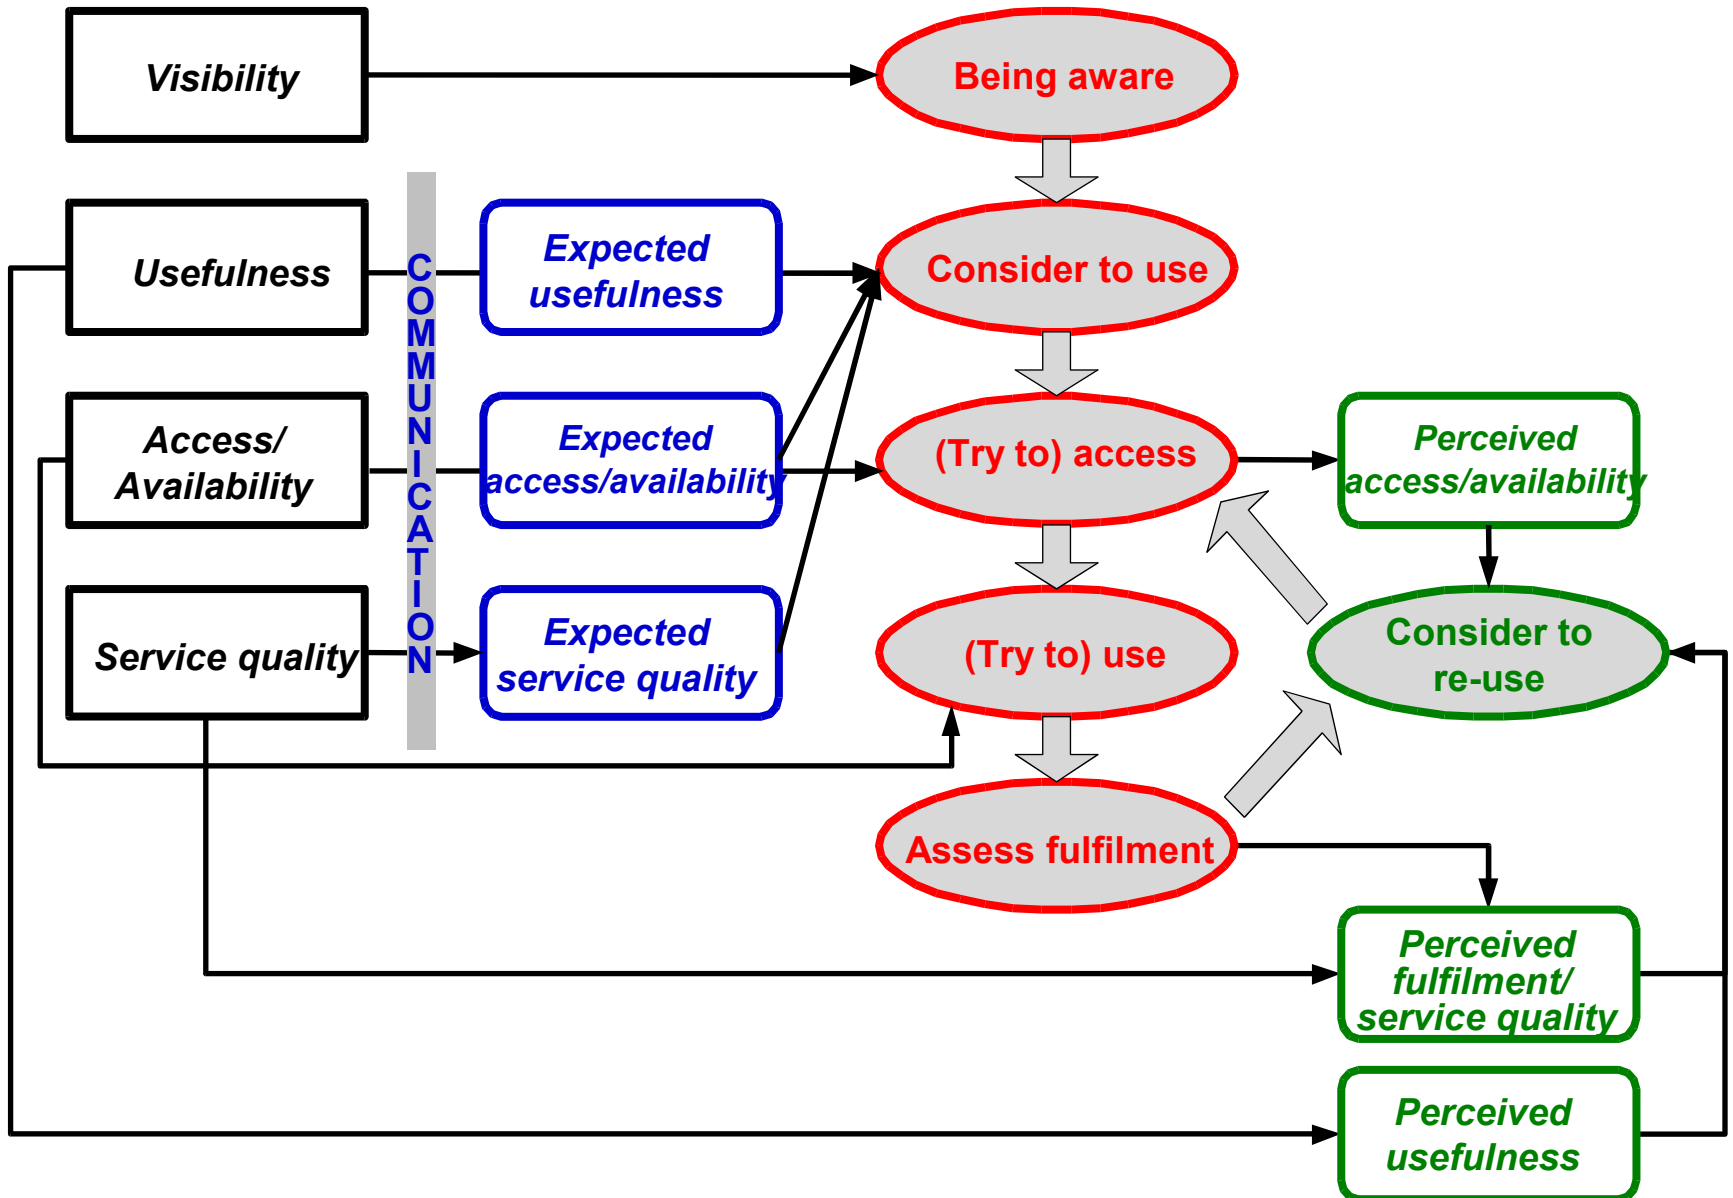 Visibility
Being aware
Usefulness
COMMUNICATION
Expected
usefulness
Consider to use
Access/
Availability
Expected
access/availability
(Try to) access
Perceived
access/availability
Service quality
Expected
service quality
(Try to) use
Consider to
re-use
Assess fulfilment
Perceived
fulfilment/
service quality
Perceived
usefulness